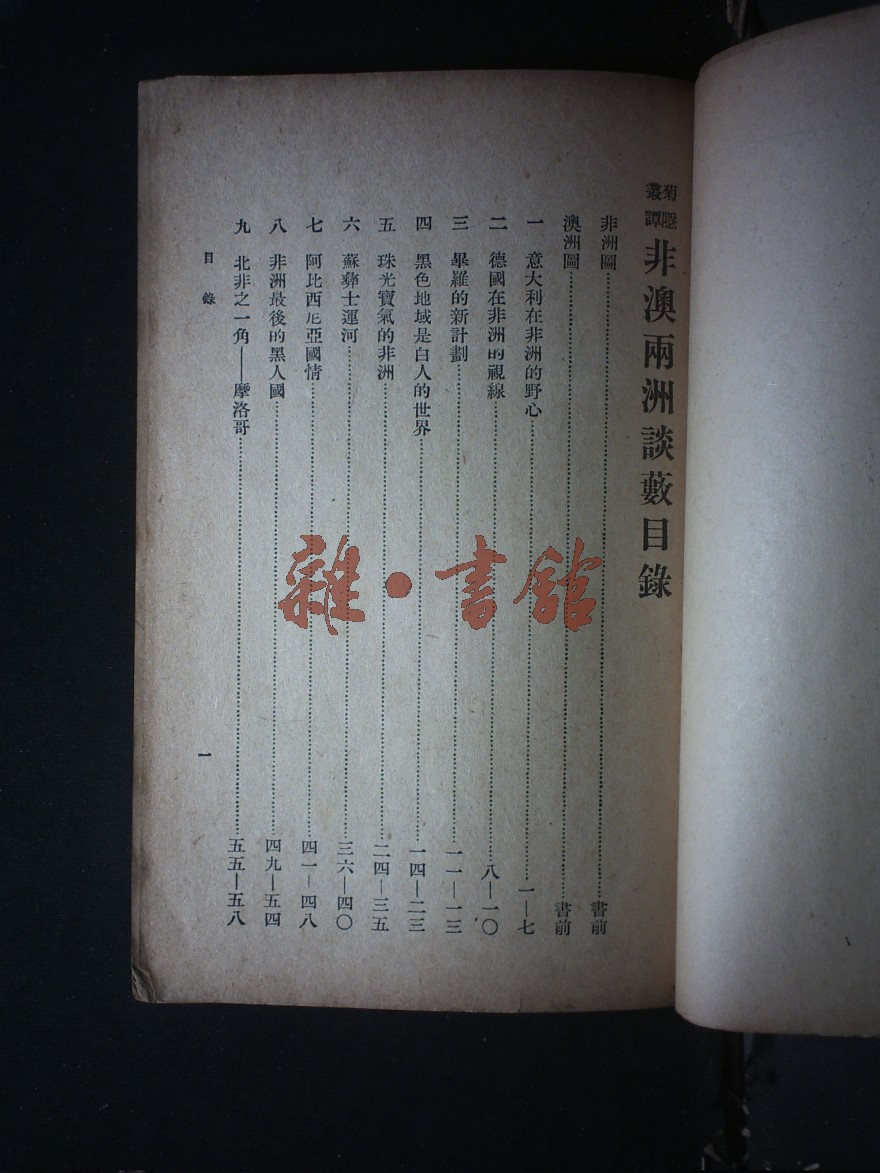 菊隱叢譚 非澳兩洲談藪目錄
非洲圖……書前
澳洲圖……書前
一 意大利在非洲的野心……一—七
二 德國在非洲的視線……八—一〇
三 畢羅的新計劃……一一—一三
四 黑色地域是白人的世界……一四—二三
五 珠光寶氣的非洲……二四—三五
六 蘇彝士運河……三六—四〇
七 阿比西尼亞國情……四一—四八
八 非洲最後的黑人國……四九—五四
九 北非之一角——摩洛哥……五五—五八
目錄 一
雜·書館